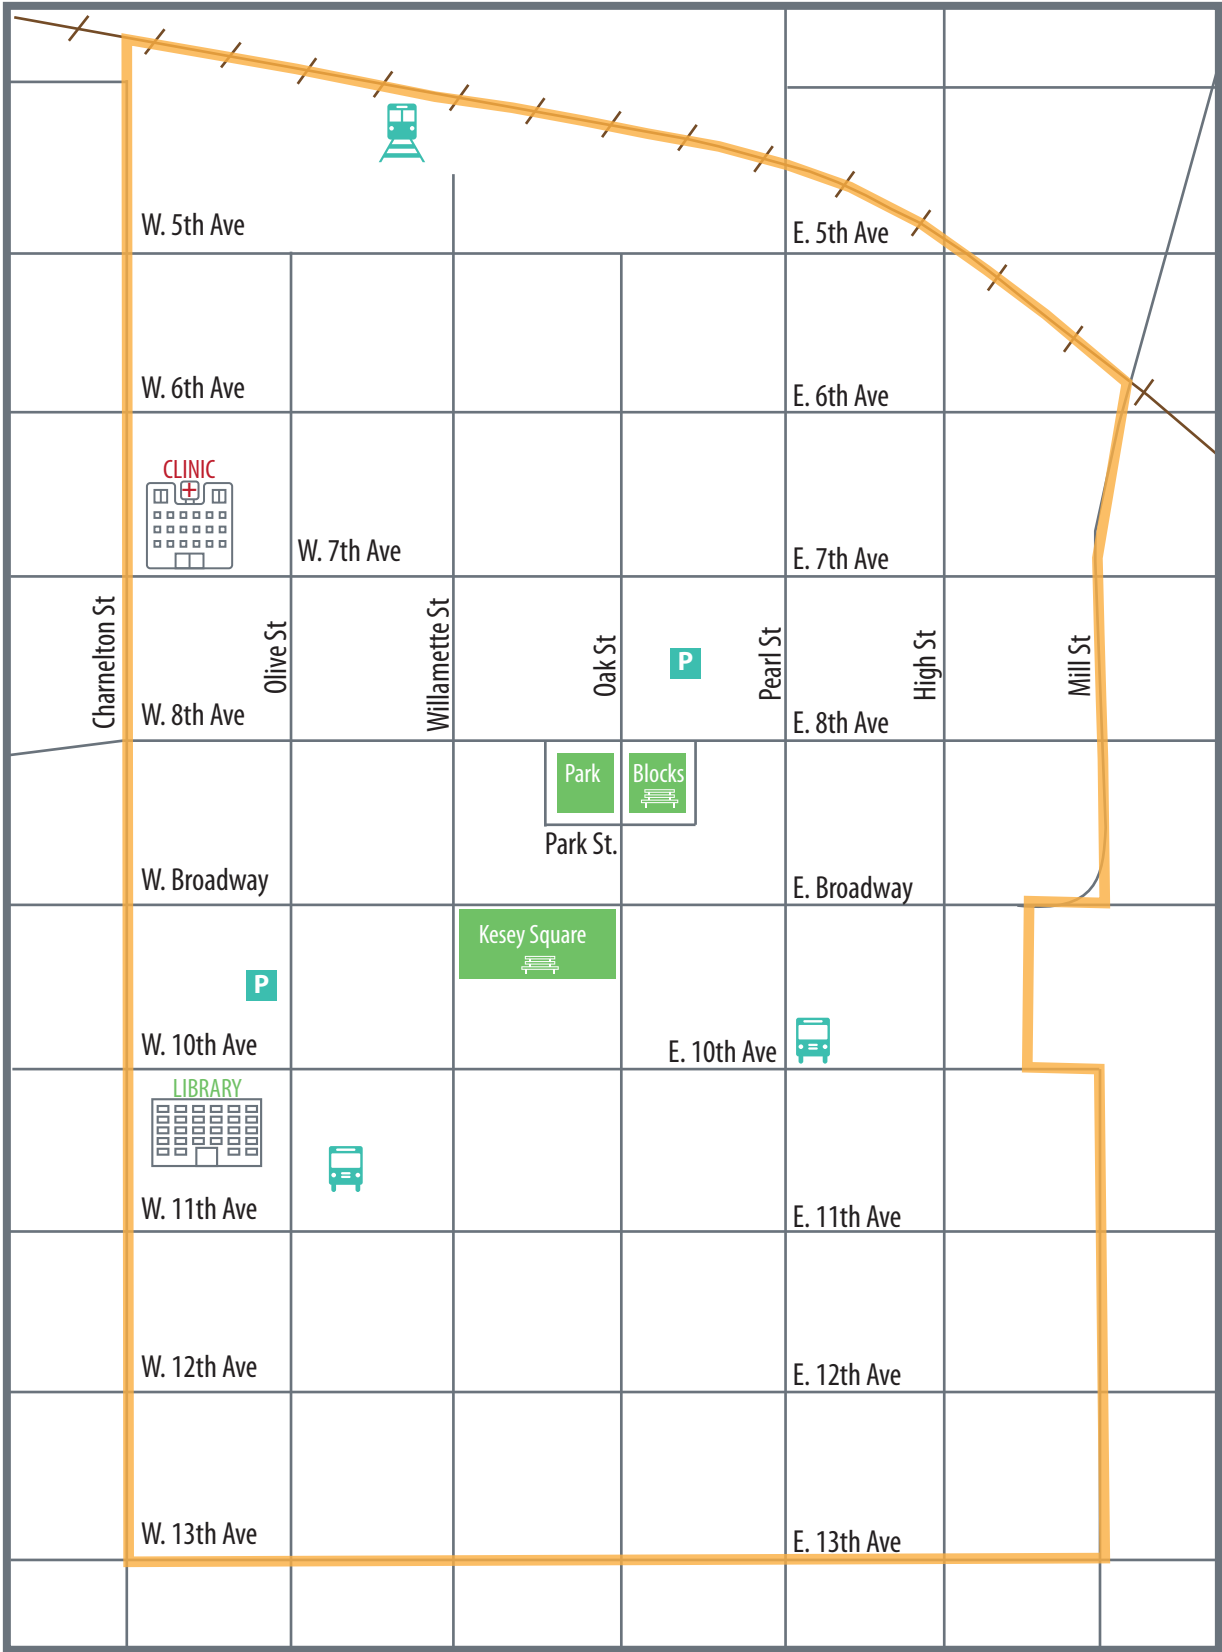 W. 5th Ave
E. 5th Ave
W. 6th Ave
E. 6th Ave
CLINIC
W. 7th Ave
E. 7th Ave
Charnelton St
Olive St
Willamette St
Oak St
P
Pearl St
High St
Mill St
W. 8th Ave
E. 8th Ave
Park
Blocks
Park St.
W. Broadway
E. Broadway
Kesey Square
P
W. 10th Ave
E. 10th Ave
LIBRARY
W. 11th Ave
E. 11th Ave
W. 12th Ave
E. 12th Ave
W. 13th Ave
E. 13th Ave